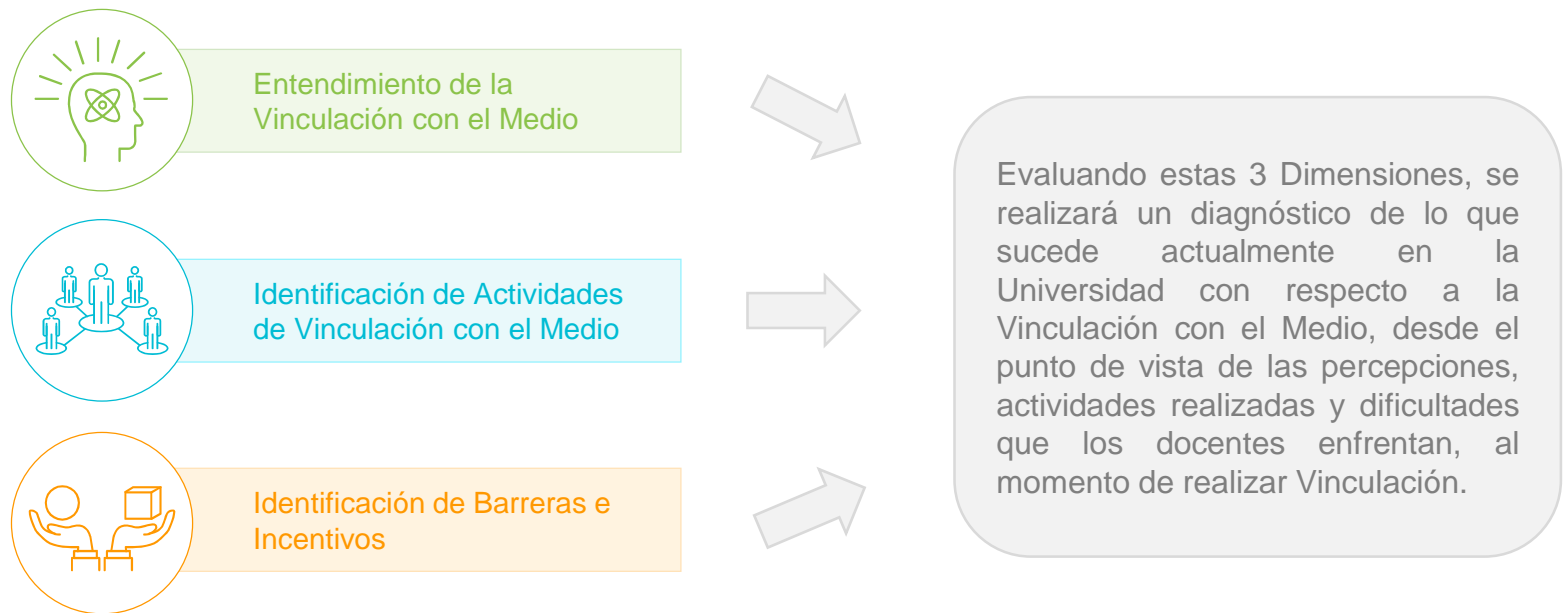 Entendimiento de la
Vinculación con el Medio
Identificación de Actividades
de Vinculación con el Medio
Identificación de Barreras e
Incentivos
Evaluando estas 3 Dimensiones, se
realizará un diagnóstico de lo que
sucede actualmente en la
Universidad con respecto a la
Vinculación con el Medio, desde el
punto de vista de las percepciones,
actividades realizadas y dificultades
que los docentes enfrentan, al
momento de realizar Vinculación.